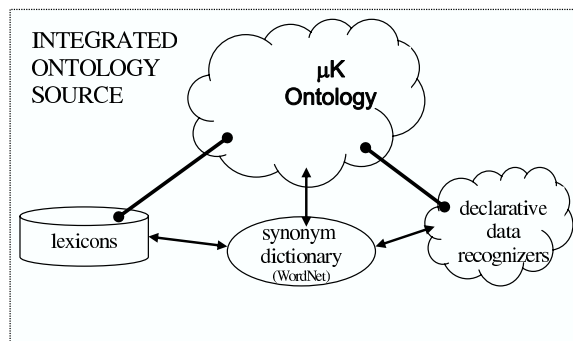 INTEGRATED
ONTOLOGY
SOURCE
μK
Ontology
lexicons
synonym
dictionary
(WordNet)
declarative
data
recognizers